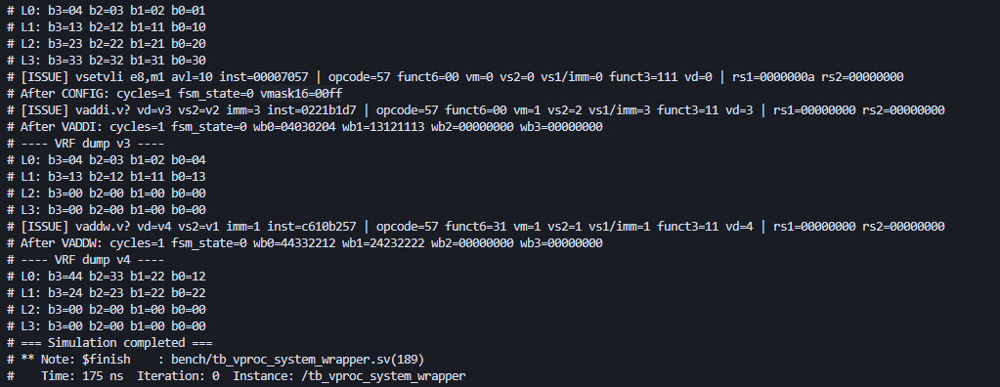 # L0: b3=04 b2=03 b1=02 b0=01
# L1: b3=13 b2=12 b1=11 b0=10
# L2: b3=23 b2=22 b1=21 b0=20
# L3: b3=33 b2=32 b1=31 b0=30
# [ISSUE] vsetvli e8,m1 avl=10 inst=00007057 | opcode=57 funct6=00 vm=0 vs2=0 vs1/imm=0 funct3=111 vd=0 | rs1=0000000a rs2=00000000
# After CONFIG: cycles=1 fsm_state=0 vmask16=00ff
# [ISSUE] vaddi.v? vd=v3 vs2=v2 imm=3 inst=0221b1d7 | opcode=57 funct6=00 vm=1 vs2=2 vs1/imm=3 funct3=11 vd=3 | rs1=00000000 rs2=00000000
# After VADDI: cycles=1 fsm_state=0 wb0=04030204 wb1=13121113 wb2=00000000 wb3=00000000
# ---- VRF dump v3 ----
# L0: b3=04 b2=03 b1=02 b0=04
# L1: b3=13 b2=12 b1=11 b0=13
# L2: b3=00 b2=00 b1=00 b0=00
# L3: b3=00 b2=00 b1=00 b0=00
# [ISSUE] vaddw.v? vd=v4 vs2=v1 imm=1 inst=c610b257 | opcode=57 funct6=31 vm=1 vs2=1 vs1/imm=1 funct3=11 vd=4 | rs1=00000000 rs2=00000000
# After VADDW: cycles=1 fsm_state=0 wb0=44332212 wb1=24232222 wb2=00000000 wb3=00000000
# ---- VRF dump v4 ----
# L0: b3=44 b2=33 b1=22 b0=12
# L1: b3=24 b2=23 b1=22 b0=22
# L2: b3=00 b2=00 b1=00 b0=00
# L3: b3=00 b2=00 b1=00 b0=00
# === Simulation completed ===
# ** Note: $finish    : bench/tb_vproc_system_wrapper.sv(189)
#    Time: 175 ns  Iteration: 0  Instance: /tb_vproc_system_wrapper